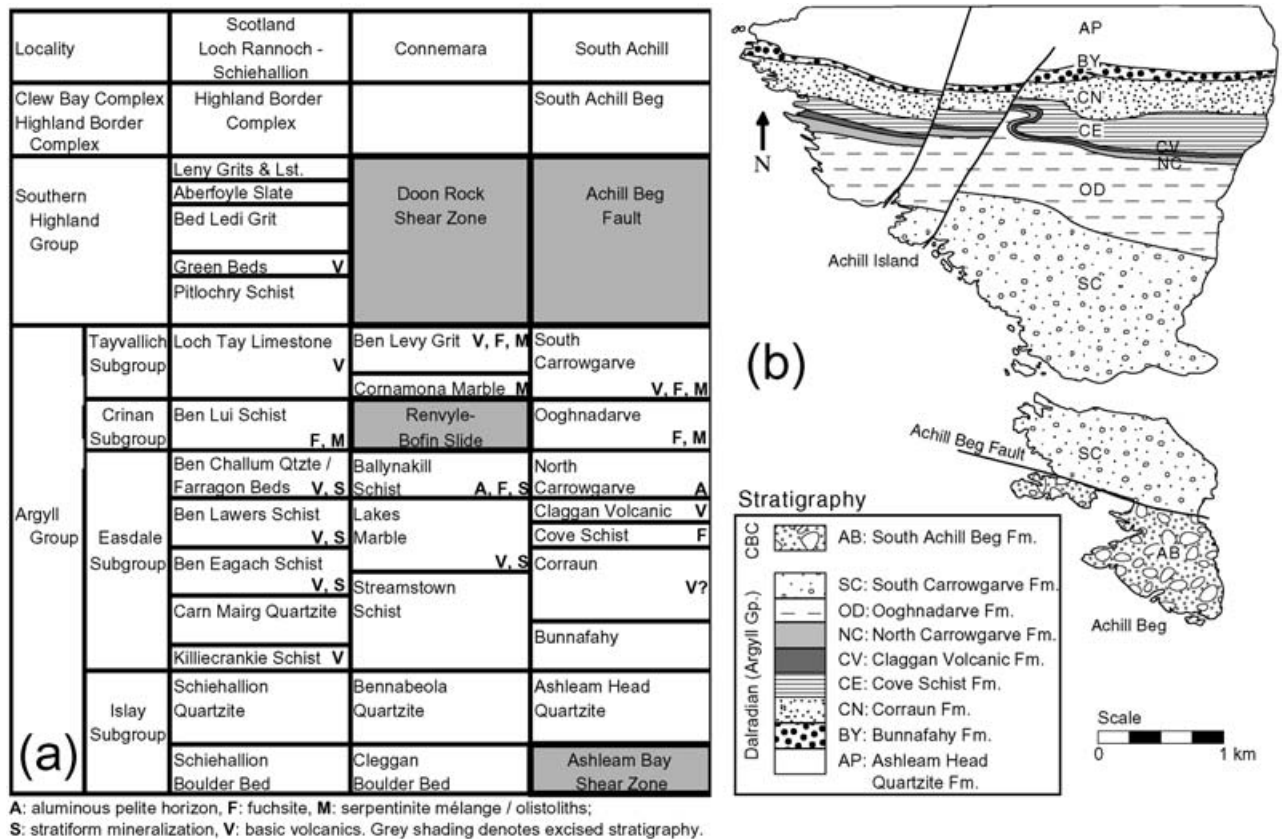 Locality
Scotland
Loch Rannoch -
Schiehallion
Connemara
South Achill
Clew Bay Complex
Highland Border
Complex
Highland Border
Complex
South Achill Beg
Southern
Highland
Group
Leny Grits & Lst.
Aberfoyle Slate
Bed Ledi Grit
Green Beds V
Pitlochry Schist
Doon Rock
Shear Zone
Achill Beg
Fault
Argyll
Group
Tayvallich
Subgroup
Loch Tay Limestone
V
Ben Levy Grit V, F, M
Cornamona Marble M
South
Carrowgarve
V, F, M
Crinan
Subgroup
Ben Lui Schist
F, M
Renvyle-
Bofin Slide
Ooghnadarve
F, M
Easdale
Subgroup
Ben Challum Qtzte /
Farragon Beds V, S
Ben Lawers Schist
V, S
Ben Eagach Schist
V, S
Carn Mairg Quartzite
Killiecrankie Schist V
Ballynakill
Schist A, F, S
Lakes
Marble
V, S
Streamstown
Schist
North
Carrowgarve A
Claggan Volcanic V
Cove Schist F
Corraun
V?
Bunnafahy
Islay
Subgroup
Schiehallion
Quartzite
Bennabeola
Quartzite
Ashleam Head
Quartzite
Schiehallion
Boulder Bed
Cleggan
Boulder Bed
Ashleam Bay
Shear Zone
(a)
A: aluminous pelite horizon, F: fuchsite, M: serpentinite mélange / olistoliths;
S: stratiform mineralization, V: basic volcanics. Grey shading denotes excised stratigraphy.
AP
BY
CN
CE
CV
NC
OD
SC
N
Achill Island
(b)
Achill Beg Fault
SC
AB
Achill Beg
Stratigraphy
CBC
AB: South Achill Beg Fm.
Dalradian (Argyll Gp.)
SC: South Carrowgarve Fm.
OD: Ooghnadarve Fm.
NC: North Carrowgarve Fm.
CV: Claggan Volcanic Fm.
CE: Cove Schist Fm.
CN: Corraun Fm.
BY: Bunnafahy Fm.
AP: Ashleam Head
Quartzite Fm.
Scale
0 1 km